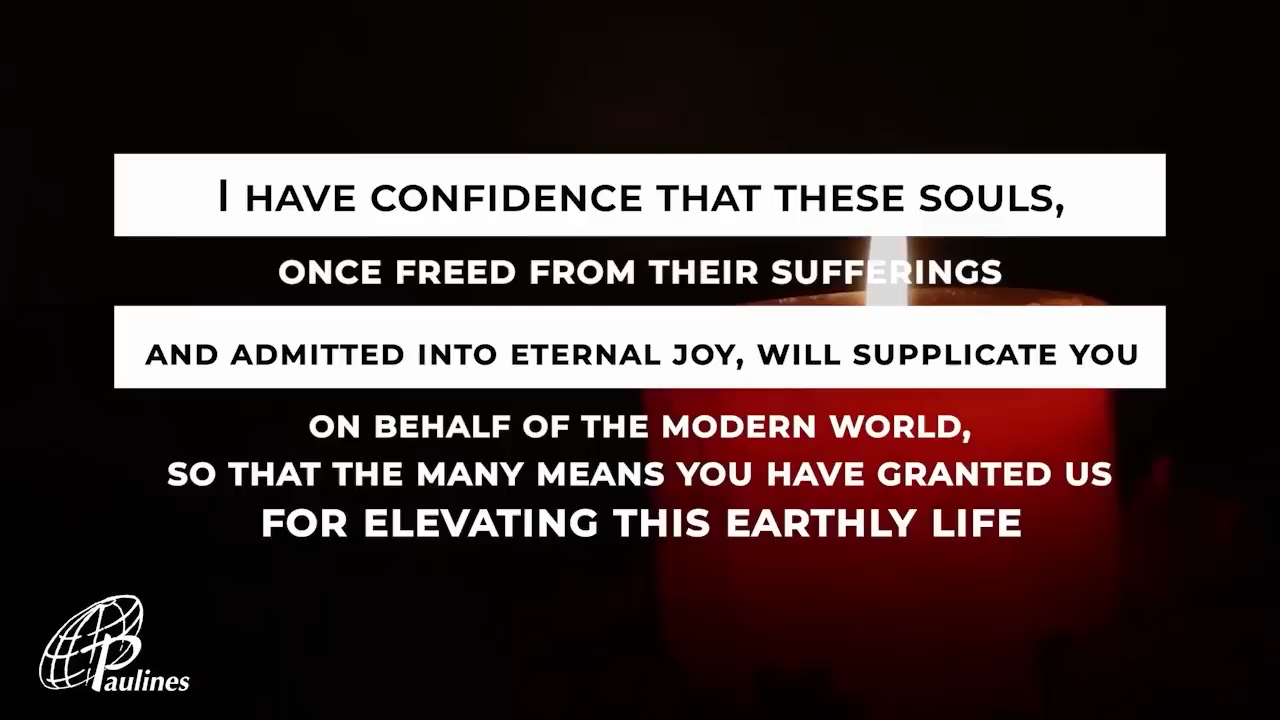 I HAVE CONFIDENCE THAT THESE SOULS,
ONCE FREED FROM THEIR SUFFERINGS
AND ADMITTED INTO ETERNAL JOY, WILL SUPPLICATE YOU
ON BEHALF OF THE MODERN WORLD,
SO THAT THE MANY MEANS YOU HAVE GRANTED US
FOR ELEVATING THIS EARTHLY LIFE
Paulines